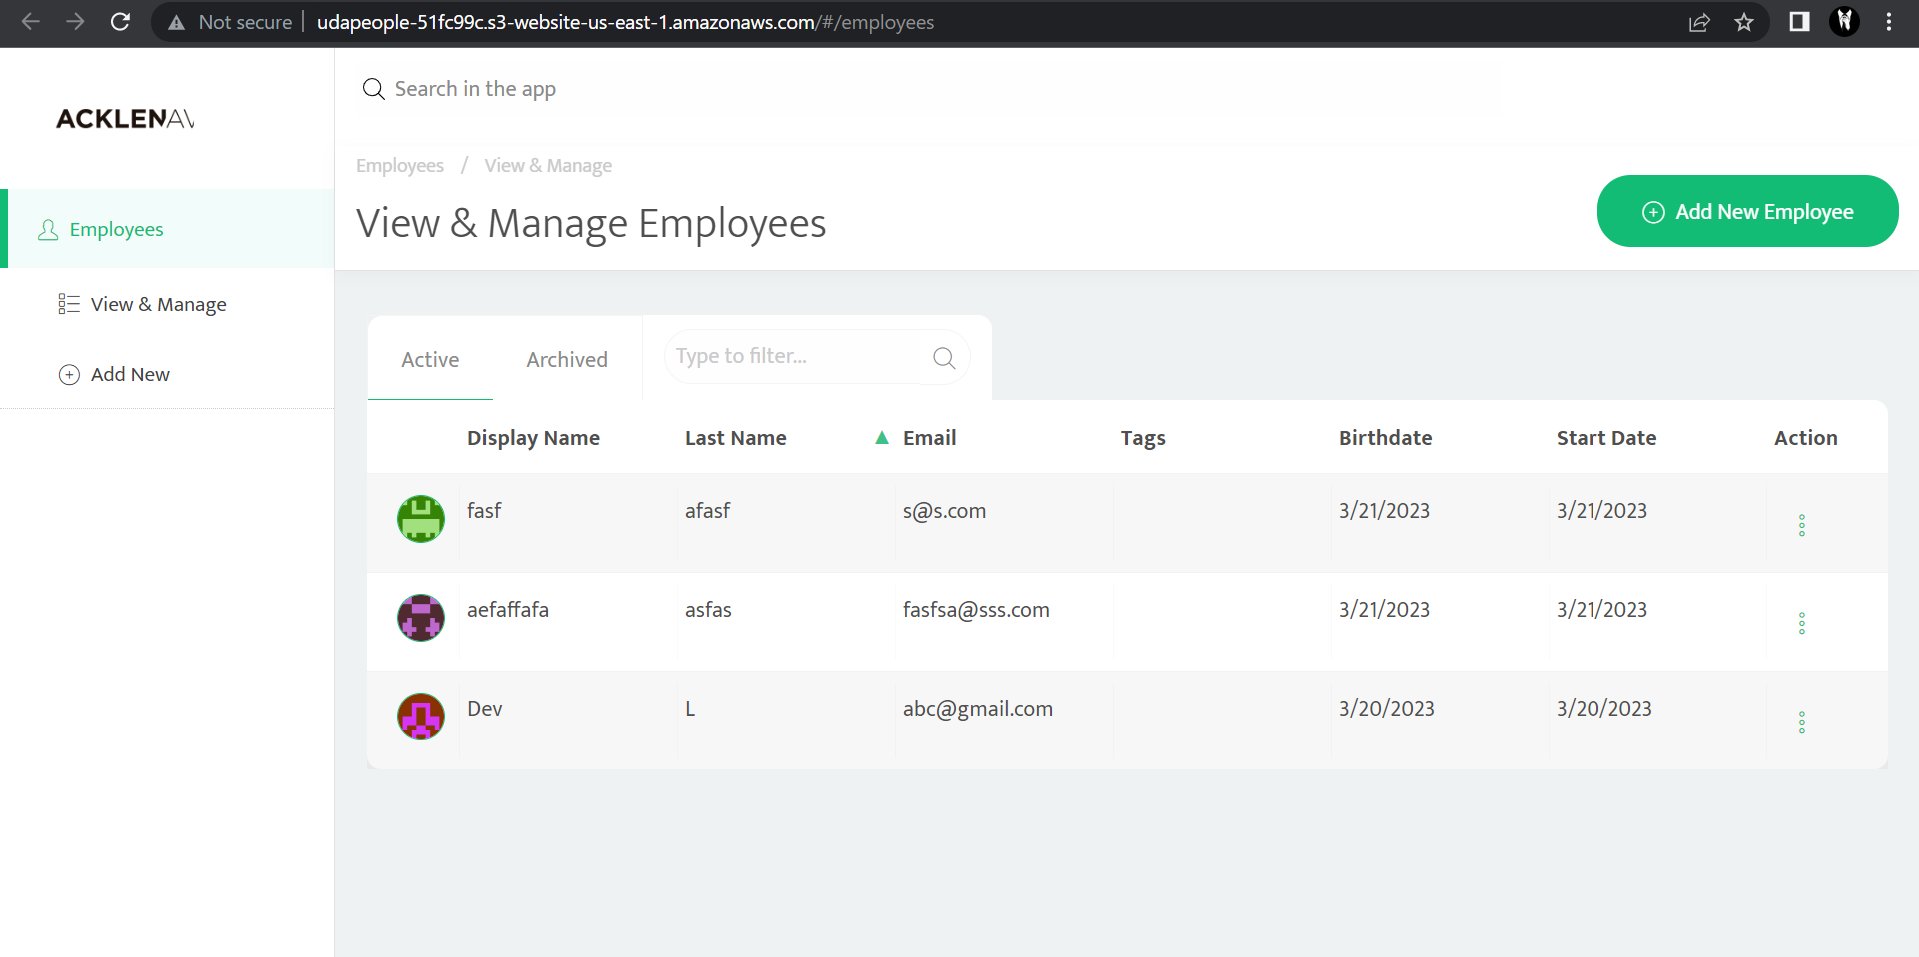 Not secure udapeople-51fc99c.s3-website-us-east-1.amazonaws.com/#/employees
ACKLENAV
Search in the app
Employees / View & Manage
View & Manage Employees
Add New Employee
Employees
View & Manage
Add New
Active Archived Type to filter...
Display Name Last Name Email Tags Birthdate Start Date Action
fasf afasf s@s.com 3/21/2023 3/21/2023
aefaffafa asfas fasfsa@sss.com 3/21/2023 3/21/2023
Dev L abc@gmail.com 3/20/2023 3/20/2023